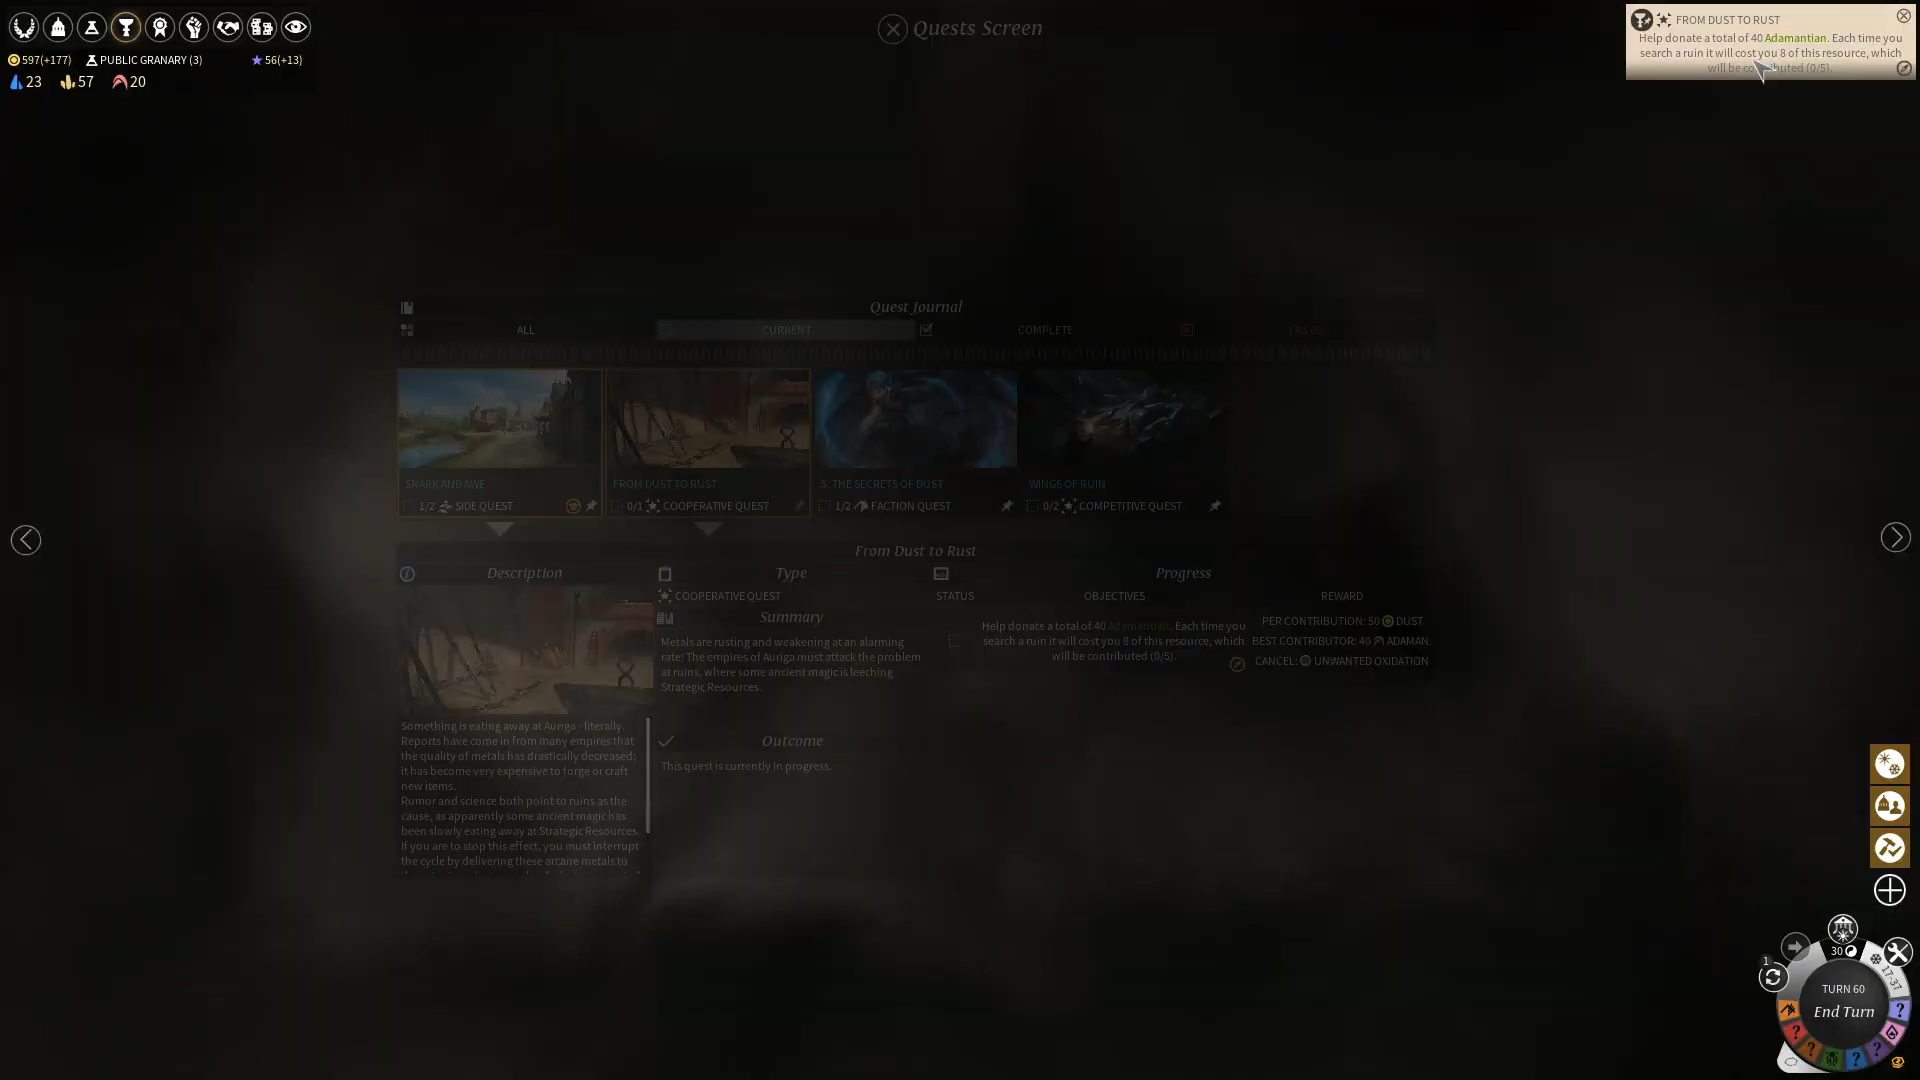 Quests Screen
FROM DUST TO RUST
Help donate a total of 40 Adamantian. Each time you
search a ruin it will cost you 8 of this resource, which
will be contributed (0/5).
597(+177)
PUBLIC GRANARY (3)
56(+13)
23
57
20
Quest Journal
ALL
CURRENT
COMPLETE
FAILED
SNARK AND AWE
1/2
SIDE QUEST
FROM DUST TO RUST
0/1
COOPERATIVE QUEST
5. THE SECRETS OF DUST
1/2
FACTION QUEST
WINGS OF RUIN
0/2
COMPETITIVE QUEST
From Dust to Rust
Description
Something is eating away at Auriga - literally.
Reports have come in from many empires that
the quality of metals has drastically decreased;
it has become very expensive to forge or craft
new items.
Rumor and science both point to ruins as the
cause, as apparently some ancient magic has
been slowly eating away at Strategic Resources.
If you are to stop this effect, you must interrupt
the cycle by delivering these arcane metals to
Type
COOPERATIVE QUEST
Summary
Metals are rusting and weakening at an alarming
rate! The empires of Auriga must attack the problem
at ruins, where some ancient magic is leeching
Strategic Resources.
Outcome
This quest is currently in progress.
Progress
STATUS
OBJECTIVES
REWARD
Help donate a total of 40 Adamantian. Each time you
search a ruin it will cost you 8 of this resource, which
will be contributed (0/5).
PER CONTRIBUTION: 50 DUST
BEST CONTRIBUTOR: 40 ADAMAN.
CANCEL: UNWANTED OXIDATION
30
17-37
1
TURN 60
End Turn